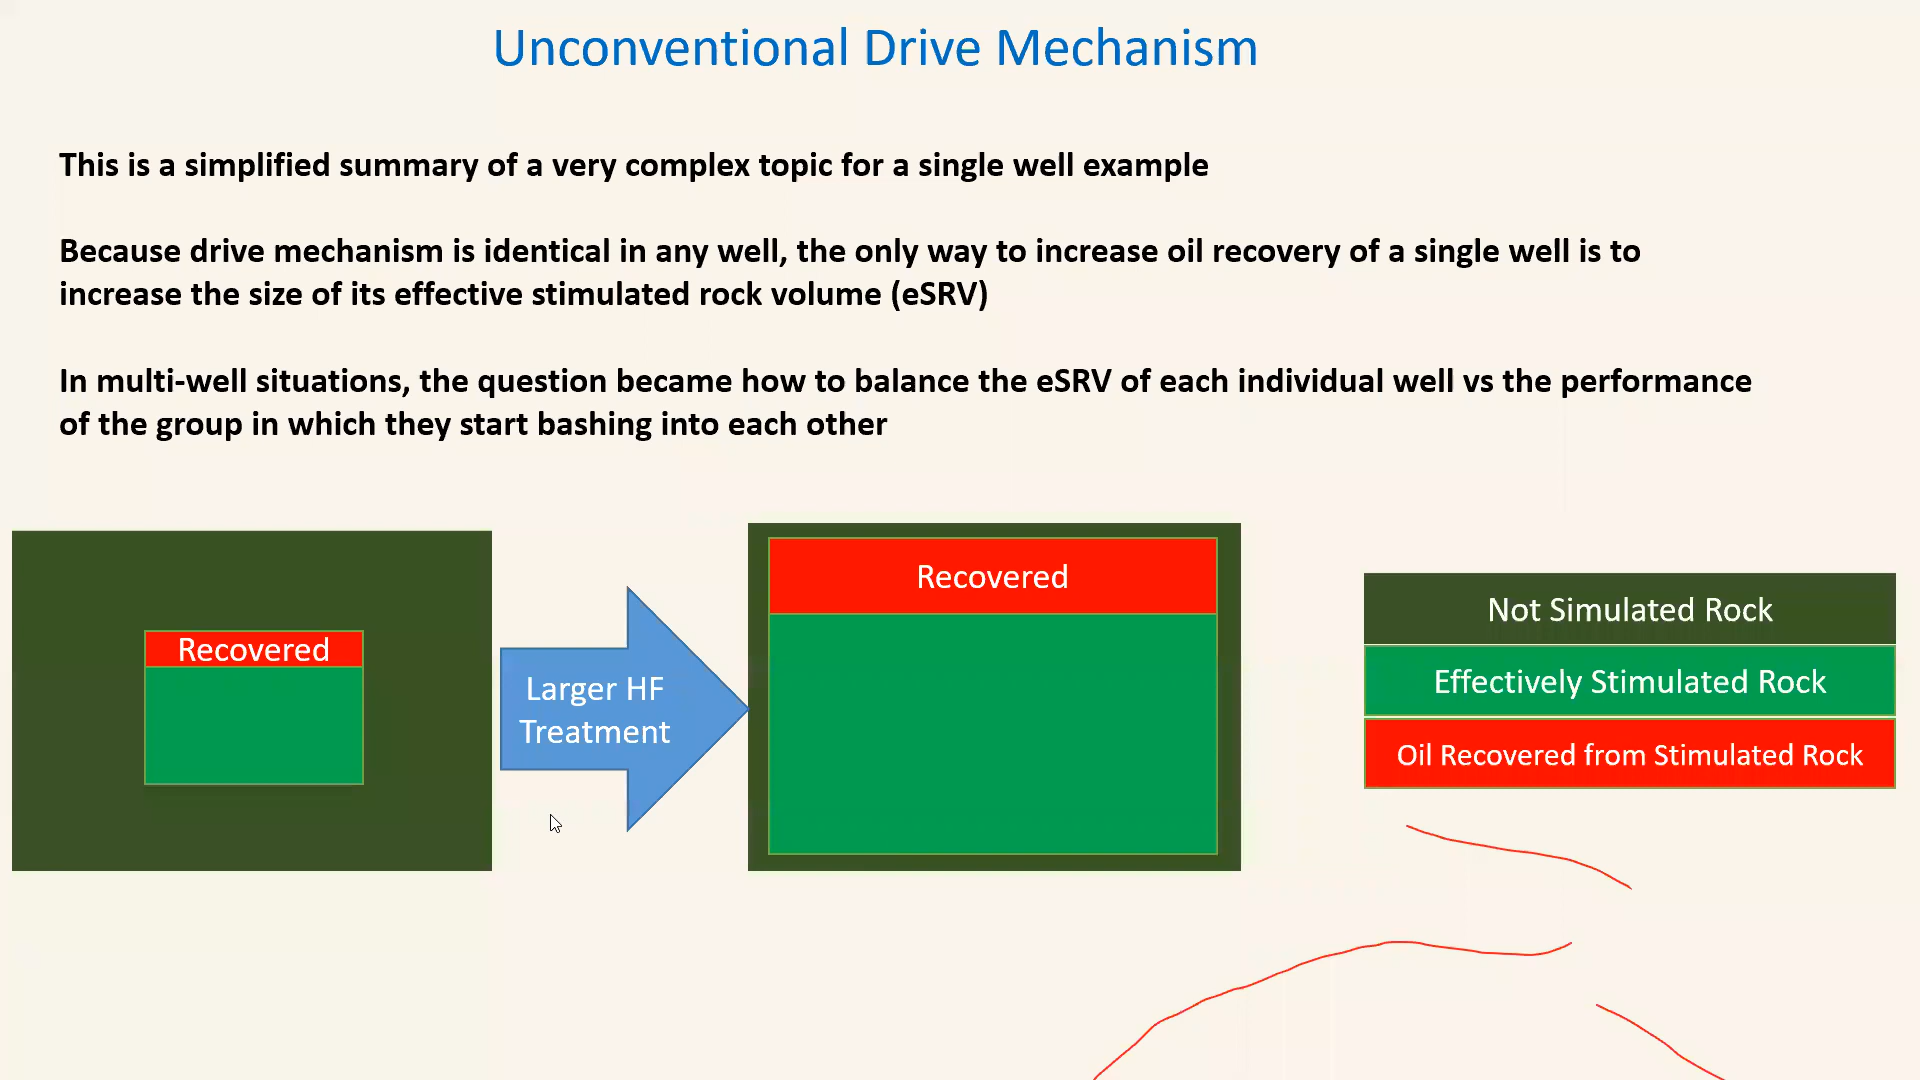 Unconventional Drive Mechanism
This is a simplified summary of a very complex topic for a single well example
Because drive mechanism is identical in any well, the only way to increase oil recovery of a single well is to
increase the size of its effective stimulated rock volume (eSRV)
In multi-well situations, the question became how to balance the eSRV of each individual well vs the performance
of the group in which they start bashing into each other
Recovered
Larger HF
Treatment
Recovered
Not Simulated Rock
Effectively Stimulated Rock
Oil Recovered from Stimulated Rock